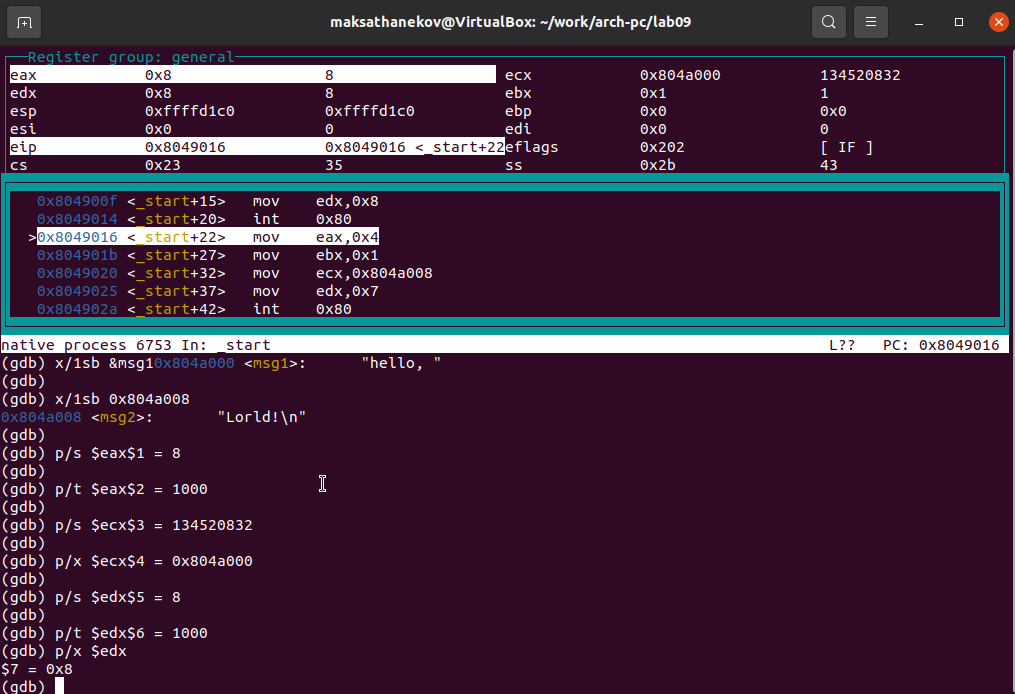 maksathanekov@VirtualBox: ~/work/arch-pc/lab09
Register group: general
eax 0x8 8 ecx 0x804a000 134520832
edx 0x8 8 ebx 0x1 1
esp 0xffffd1c0 0xffffd1c0 ebp 0x0 0x0
esi 0x0 0 edi 0x0 0
eip 0x8049016 0x8049016 <_start+22 eflags 0x202 [ IF ]
cs 0x23 35 ss 0x2b 43
0x804900f <_start+15> mov edx,0x8
0x8049014 <_start+20> int 0x80
>0x8049016 <_start+22> mov eax,0x4
0x804901b <_start+27> mov ebx,0x1
0x8049020 <_start+32> mov ecx,0x804a008
0x8049025 <_start+37> mov edx,0x7
0x804902a <_start+42> int 0x80
native process 6753 In: _start L?? PC: 0x8049016
(gdb) x/1sb &msg10x804a000 <msg1>: "hello, "
(gdb)
(gdb) x/1sb 0x804a008
0x804a008 <msg2>: "Lorld!\n"
(gdb)
(gdb) p/s $eax$1 = 8
(gdb)
(gdb) p/t $eax$2 = 1000
(gdb)
(gdb) p/s $ecx$3 = 134520832
(gdb)
(gdb) p/x $ecx$4 = 0x804a000
(gdb)
(gdb) p/s $edx$5 = 8
(gdb)
(gdb) p/t $edx$6 = 1000
(gdb) p/x $edx
$7 = 0x8
(gdb)